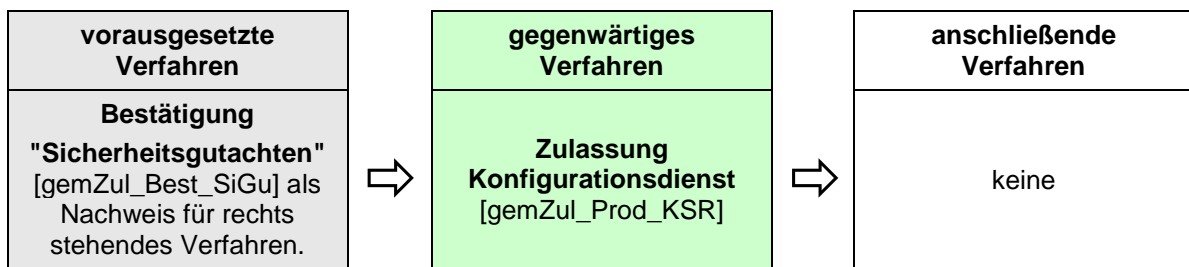 vorausgesetzte
Verfahren
Bestätigung
"Sicherheitsgutachten"
[gemZul_Best_SiGu] als
Nachweis für rechts
stehendes Verfahren.
gegenwärtiges
Verfahren
Zulassung
Konfigurationsdienst
[gemZul_Prod_KSR]
anschließende
Verfahren
keine